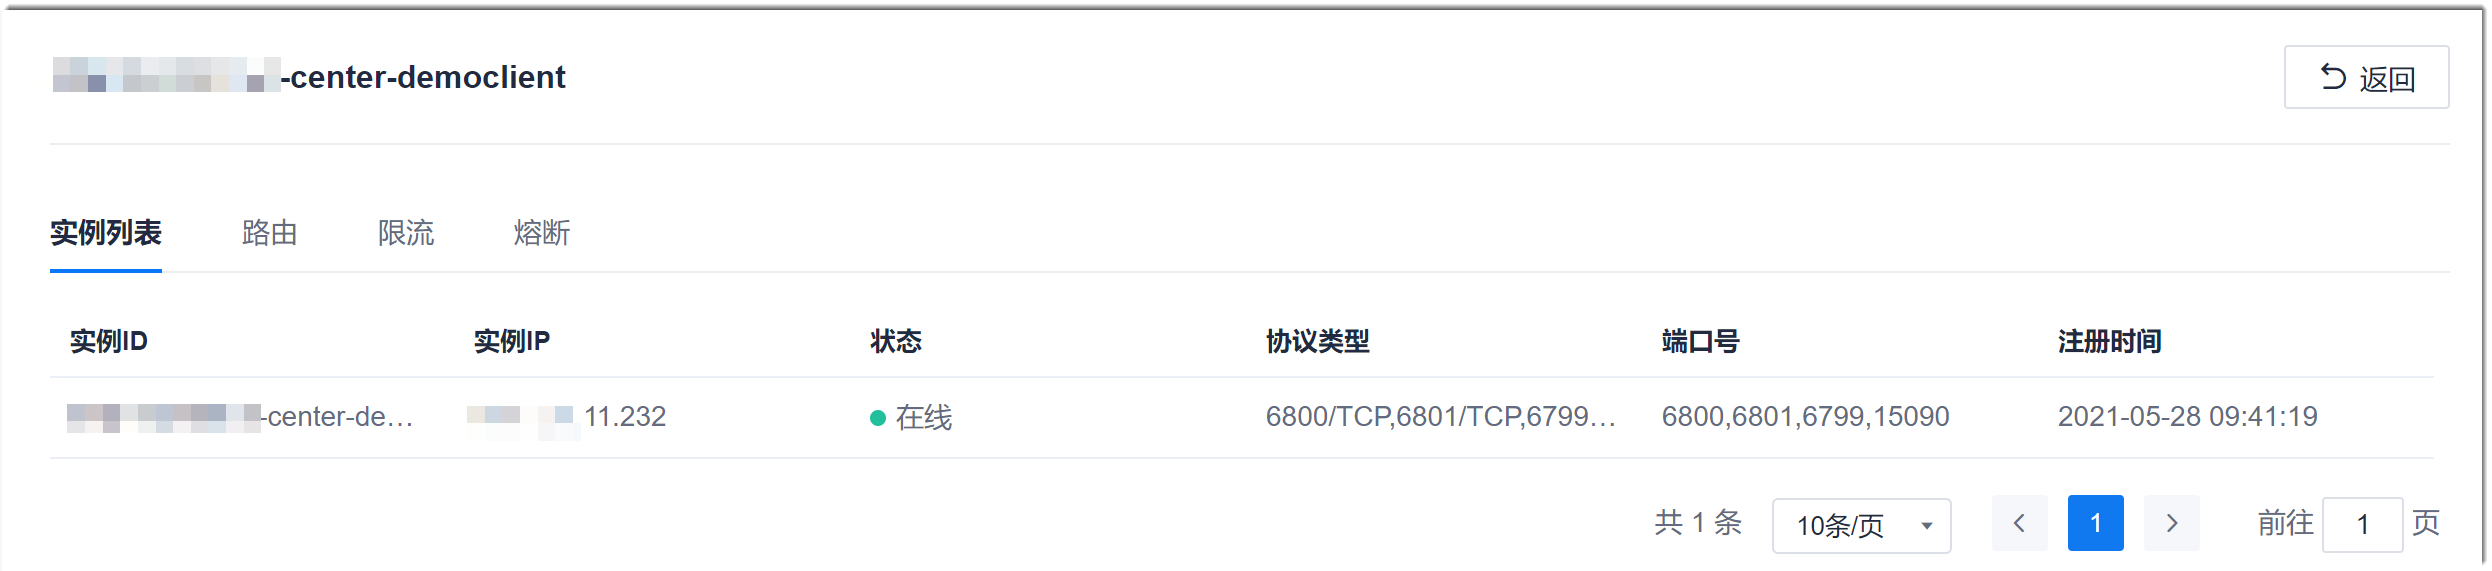 -center-democlient
返回
实例列表 路由 限流 熔断
实例ID 实例IP 状态 协议类型 端口号 注册时间
-center-de... 11.232 在线 6800/TCP,6801/TCP,6799... 6800,6801,6799,15090 2021-05-28 09:41:19
共 1 条 10条/页 1 前往 1 页